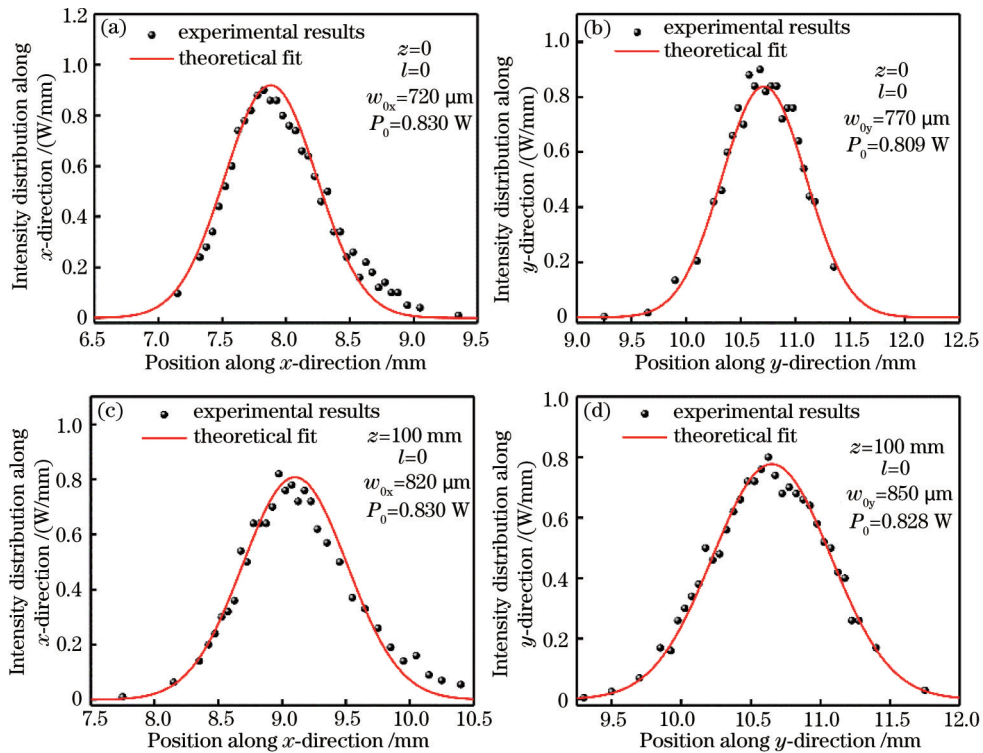 (a)
experimental results
theoretical fit
z=0
l=0
w0x=720 μm
P0=0.830 W
Intensity distribution along
x-direction /(W/mm)
1.2
1.0
0.8
0.6
0.4
0.2
0
6.5 7.0 7.5 8.0 8.5 9.0 9.5
Position along x-direction /mm
(b)
experimental results
theoretical fit
z=0
l=0
w0y=770 μm
P0=0.809 W
Intensity distribution along
y-direction /(W/mm)
1.0
0.8
0.6
0.4
0.2
0
9.0 9.5 10.0 10.5 11.0 11.5 12.0 12.5
Position along y-direction /mm
(c)
experimental results
theoretical fit
z=100 mm
l=0
w0x=820 μm
P0=0.830 W
Intensity distribution along
x-direction /(W/mm)
1.0
0.8
0.6
0.4
0.2
0
7.5 8.0 8.5 9.0 9.5 10.0 10.5
Position along x-direction /mm
(d)
experimental results
theoretical fit
z=100 mm
l=0
w0y=850 μm
P0=0.828 W
Intensity distribution along
y-direction /(W/mm)
1.0
0.8
0.6
0.4
0.2
0
9.5 10.0 10.5 11.0 11.5 12.0
Position along y-direction /mm